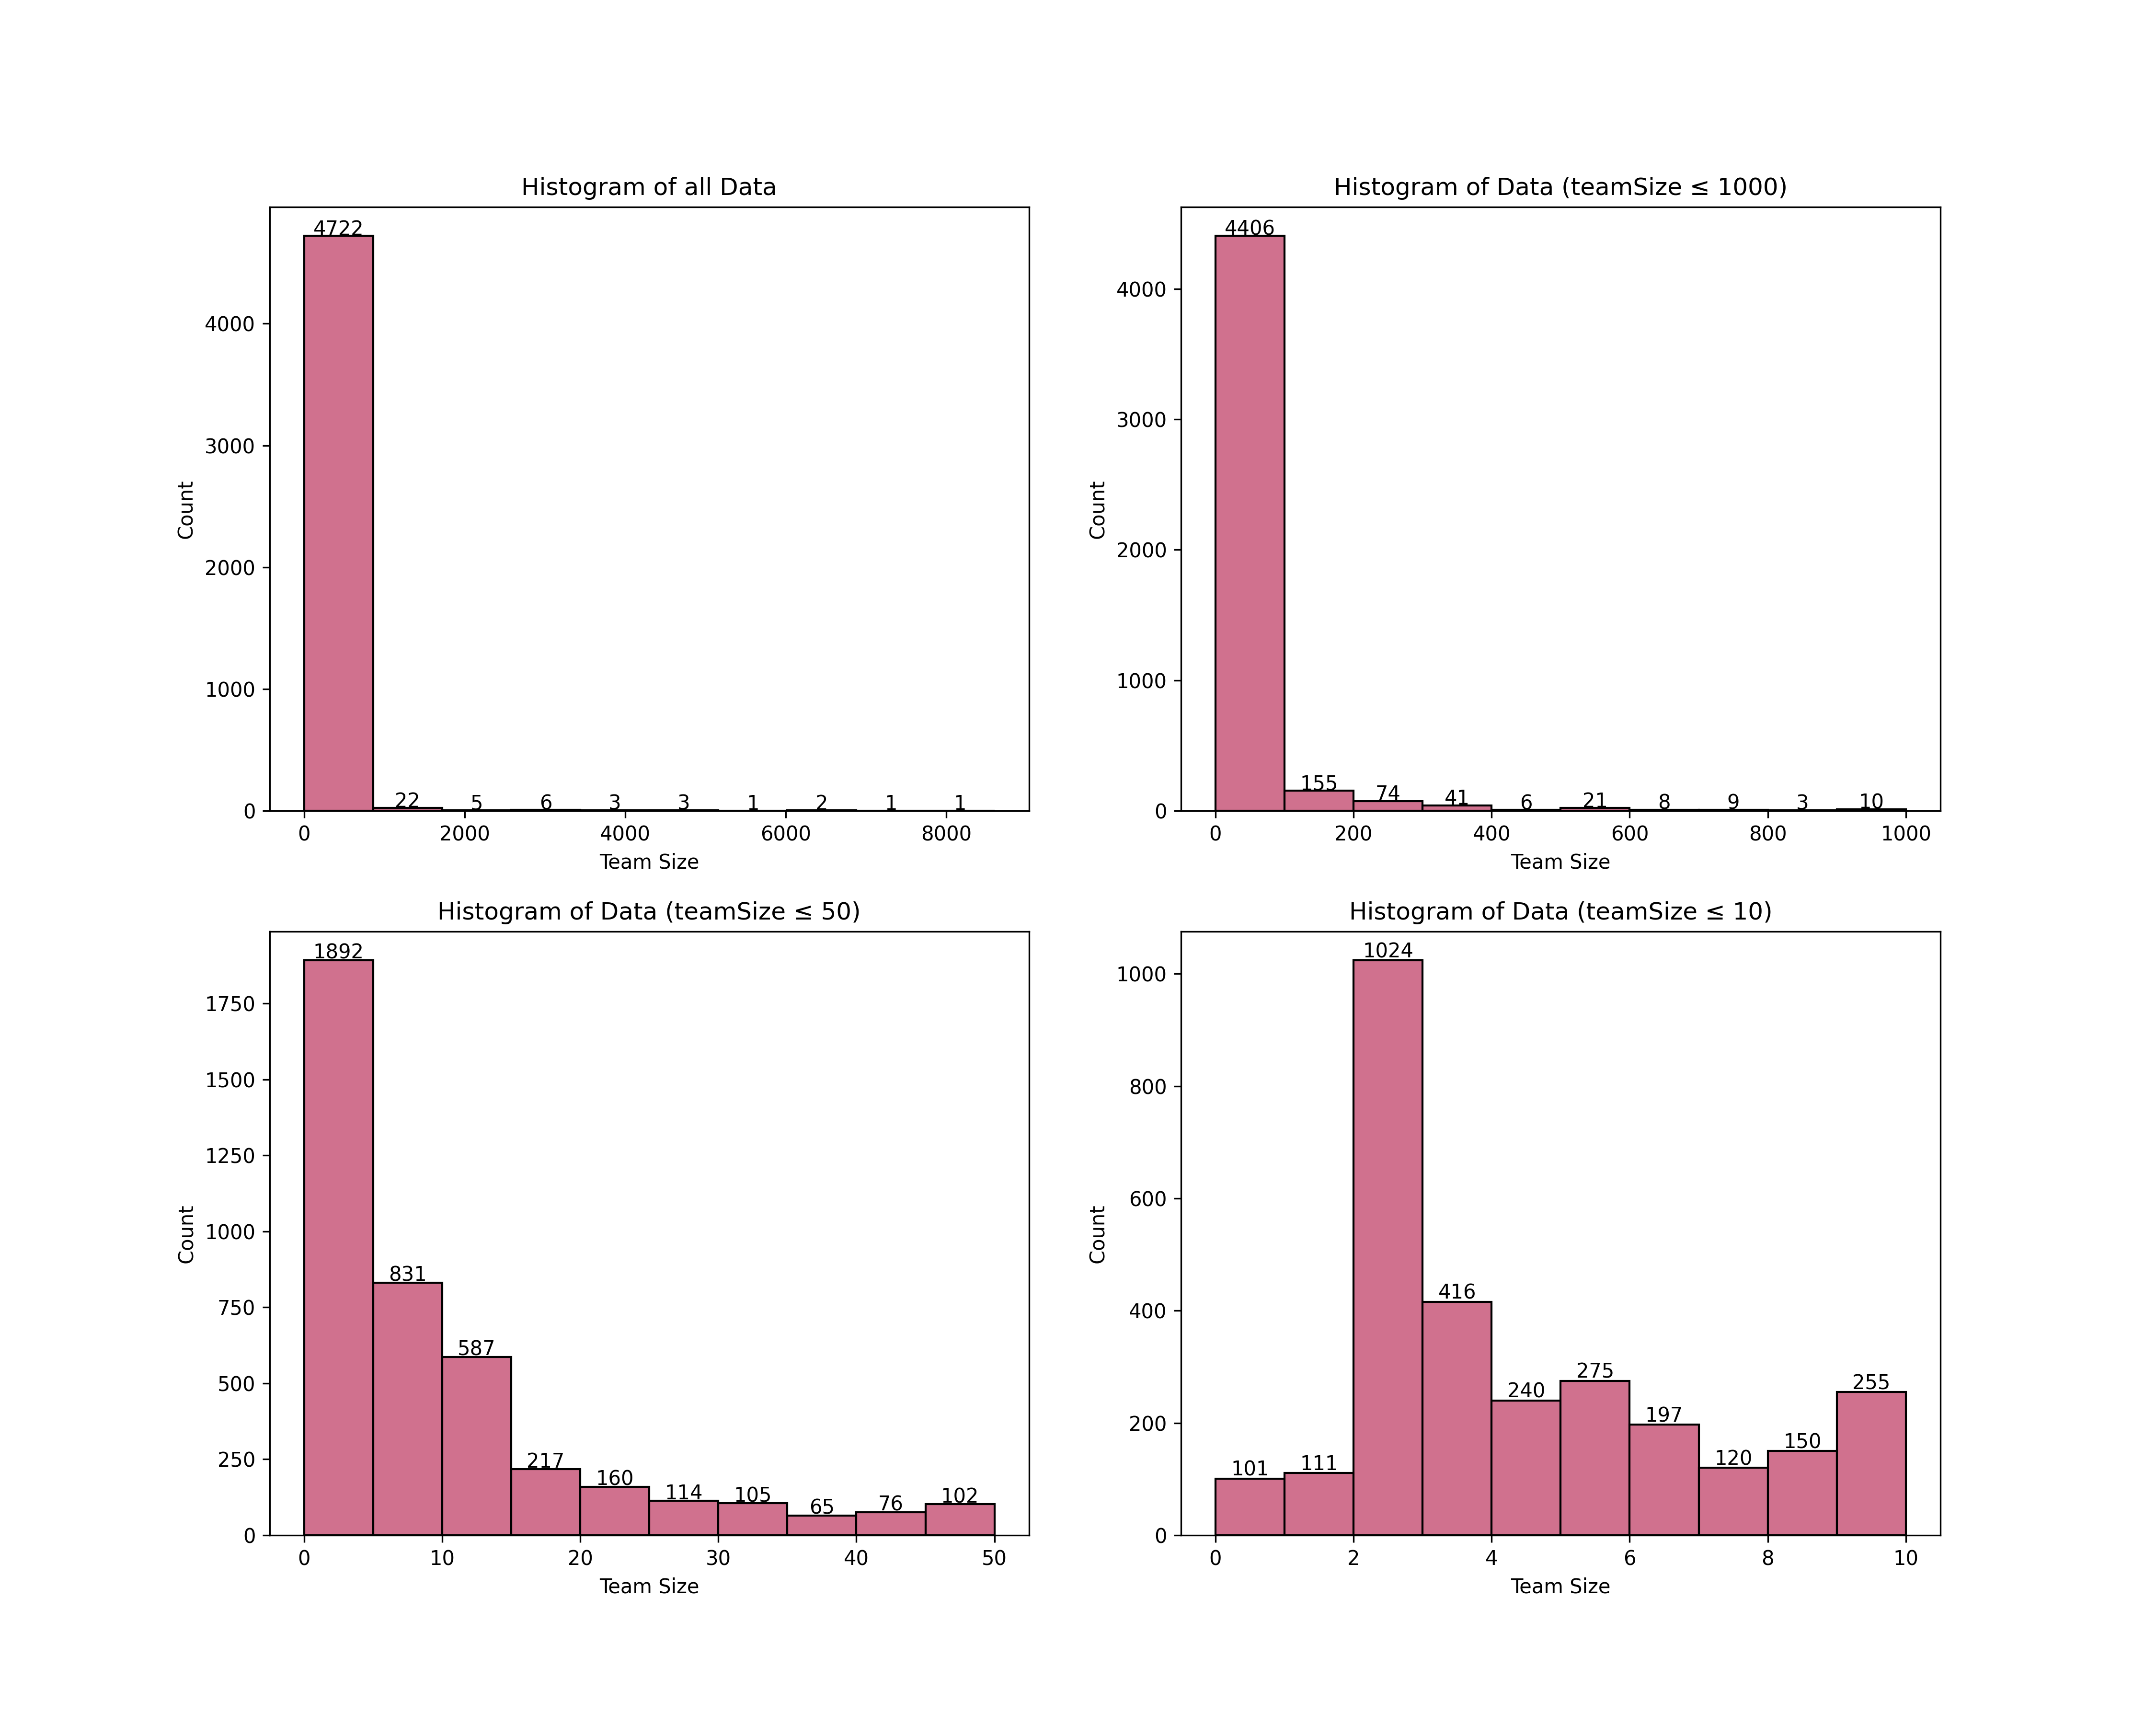 Histogram of all Data
4722
22 5 6 3 3 1 2 1 1
4000
3000
2000
1000
0
Count
0 2000 4000 6000 8000
Team Size
Histogram of Data (teamSize ≤ 1000)
4406
155 74 41 6 21 8 9 3 10
4000
3000
2000
1000
0
Count
0 200 400 600 800 1000
Team Size
Histogram of Data (teamSize ≤ 50)
1892
831
587
217
160
114
105
65
76
102
1750
1500
1250
1000
750
500
250
0
Count
0 10 20 30 40 50
Team Size
Histogram of Data (teamSize ≤ 10)
101
111
1024
416
240
275
197
120
150
255
1000
800
600
400
200
0
Count
0 2 4 6 8 10
Team Size